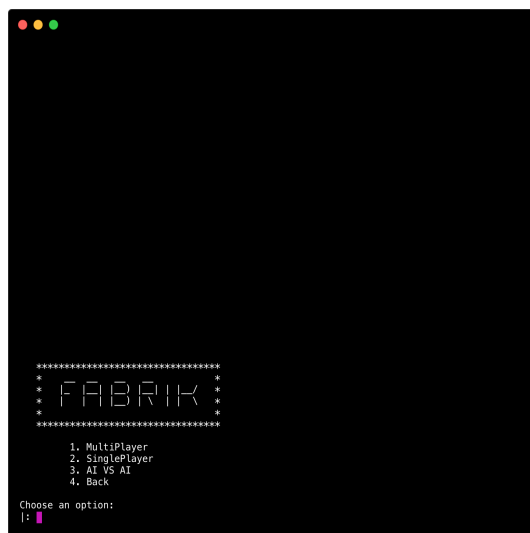 FABRIK
1. MultiPlayer
2. SinglePlayer
3. AI VS AI
4. Back
Choose an option:
|: